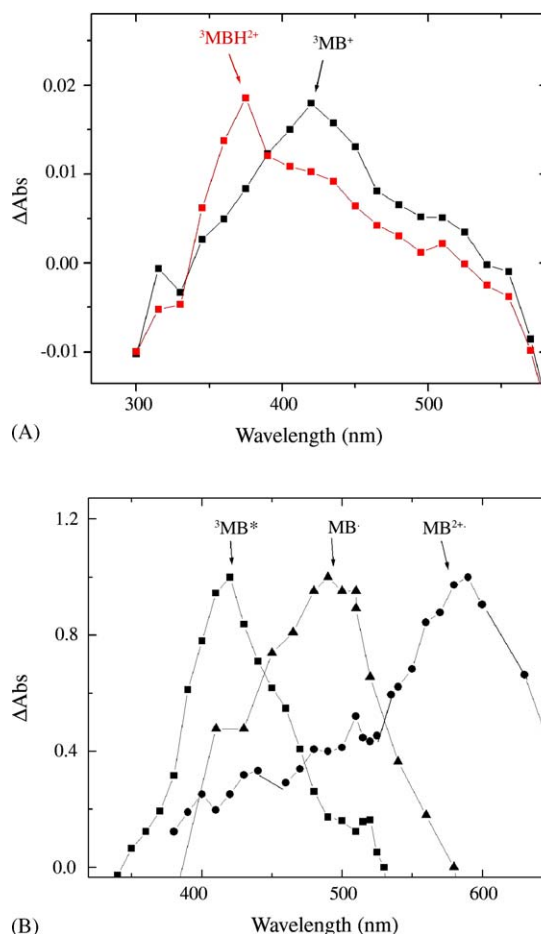 ³MBH²⁺
³MB⁺
0.02
0.01
0.00
-0.01
ΔAbs
300
400
500
Wavelength (nm)
(A)
³MB*
MB·
MB²⁺·
1.2
0.8
0.4
0.0
ΔAbs
400
500
600
Wavelength (nm)
(B)